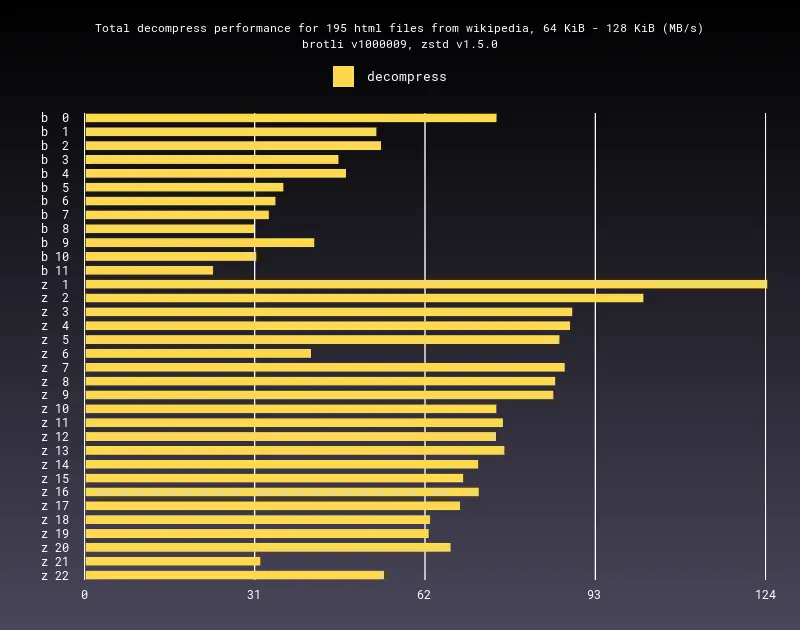 Total decompress performance for 195 html files from wikipedia, 64 KiB - 128 KiB (MB/s)
brotli v1000009, zstd v1.5.0
decompress
b 0
b 1
b 2
b 3
b 4
b 5
b 6
b 7
b 8
b 9
b 10
b 11
z 1
z 2
z 3
z 4
z 5
z 6
z 7
z 8
z 9
z 10
z 11
z 12
z 13
z 14
z 15
z 16
z 17
z 18
z 19
z 20
z 21
z 22
0 31 62 93 124